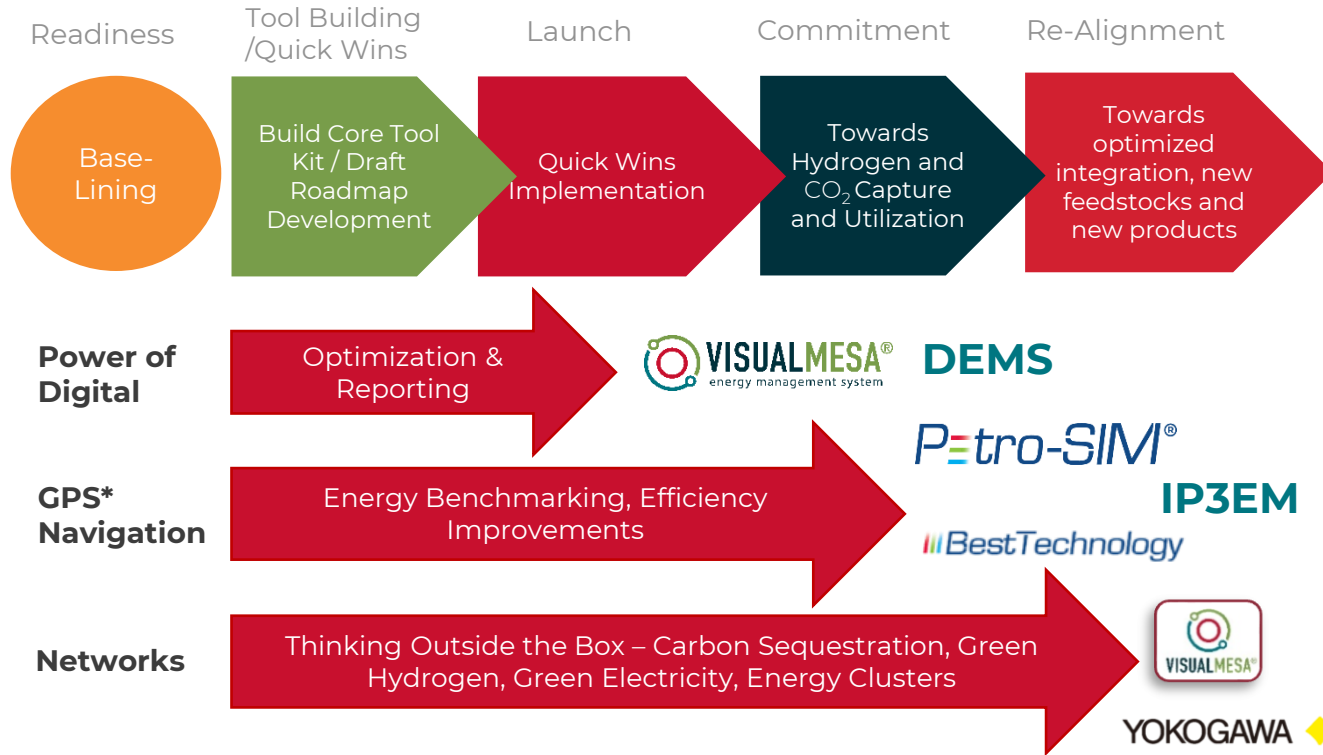 Readiness
Tool Building
/Quick Wins
Launch
Commitment
Re-Alignment
Base-
Lining
Build Core Tool
Kit / Draft
Roadmap
Development
Quick Wins
Implementation
Towards
Hydrogen and
CO₂ Capture
and Utilization
Towards
optimized
integration, new
feedstocks and
new products
Power of
Digital
Optimization &
Reporting
VISUALMESA®
energy management system
DEMS
GPS*
Navigation
Energy Benchmarking, Efficiency
Improvements
Petro-SIM®
IP3EM
BestTechnology
Networks
Thinking Outside the Box – Carbon Sequestration, Green
Hydrogen, Green Electricity, Energy Clusters
VISUALMESA®
YOKOGAWA